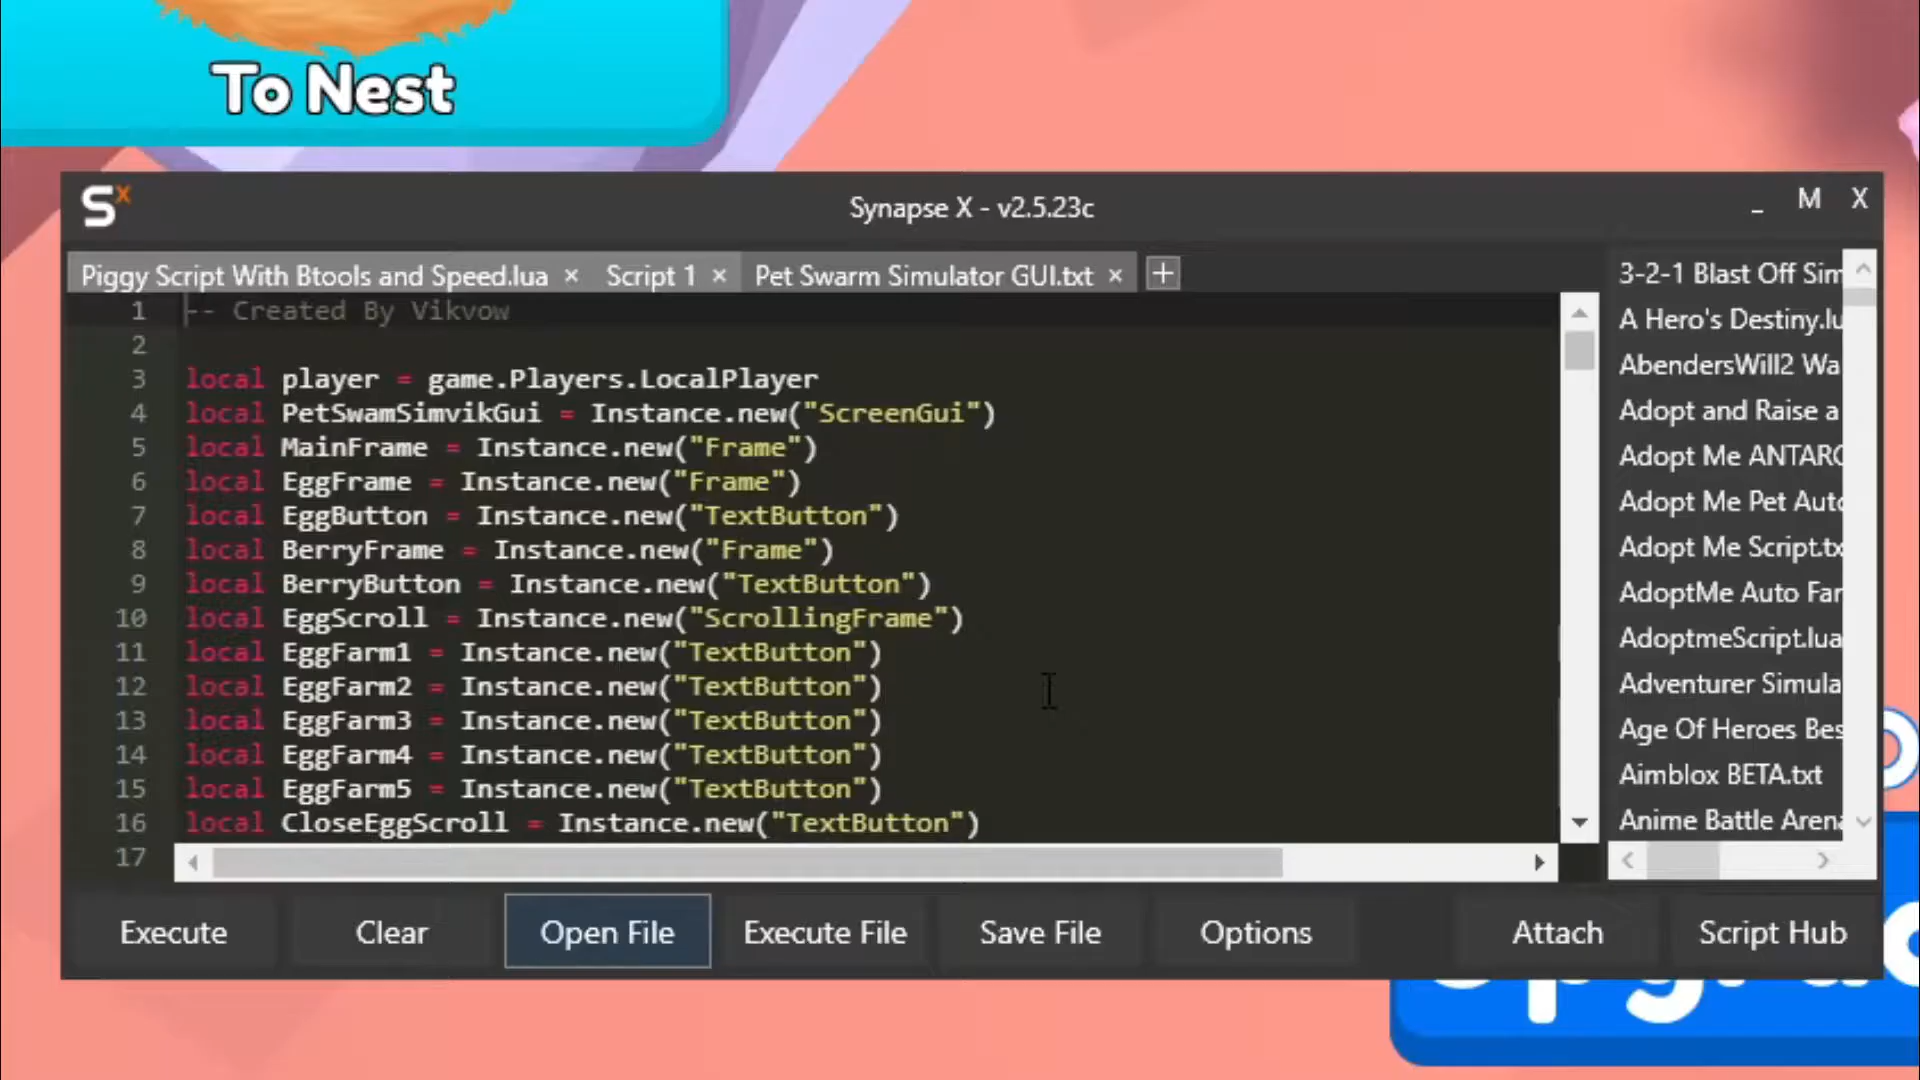 To Nest
Sx
Synapse X - v2.5.23c
_ M X
Piggy Script With Btools and Speed.lua × Script 1 × Pet Swarm Simulator GUI.txt × +
1 -- Created By Vikvow
2
3 local player = game.Players.LocalPlayer
4 local PetSwamSimvikGui = Instance.new("ScreenGui")
5 local MainFrame = Instance.new("Frame")
6 local EggFrame = Instance.new("Frame")
7 local EggButton = Instance.new("TextButton")
8 local BerryFrame = Instance.new("Frame")
9 local BerryButton = Instance.new("TextButton")
10 local EggScroll = Instance.new("ScrollingFrame")
11 local EggFarm1 = Instance.new("TextButton")
12 local EggFarm2 = Instance.new("TextButton")
13 local EggFarm3 = Instance.new("TextButton")
14 local EggFarm4 = Instance.new("TextButton")
15 local EggFarm5 = Instance.new("TextButton")
16 local CloseEggScroll = Instance.new("TextButton")
17
3-2-1 Blast Off Sim
A Hero's Destiny.lu
AbendersWill2 Wa
Adopt and Raise a
Adopt Me ANTARC
Adopt Me Pet Auto
Adopt Me Script.tx
AdoptMe Auto Far
AdoptmeScript.lua
Adventurer Simula
Age Of Heroes Bes
Aimblox BETA.txt
Anime Battle Arena
Execute Clear Open File Execute File Save File Options Attach Script Hub